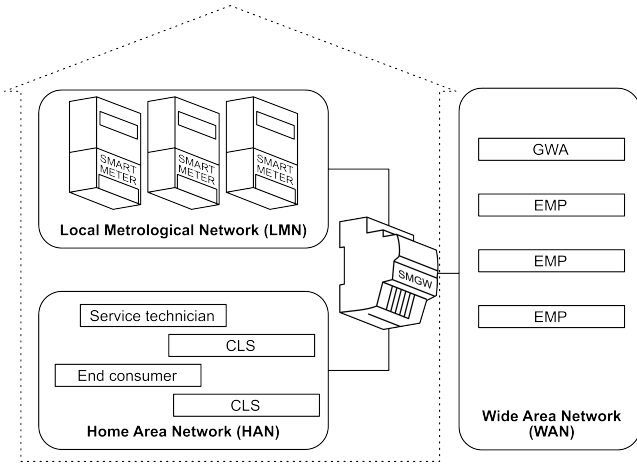 SMART
METER
SMART
METER
SMART
METER
Local Metrological Network (LMN)
Service technician
CLS
End consumer
CLS
Home Area Network (HAN)
SMGW
GWA
EMP
EMP
EMP
Wide Area Network
(WAN)